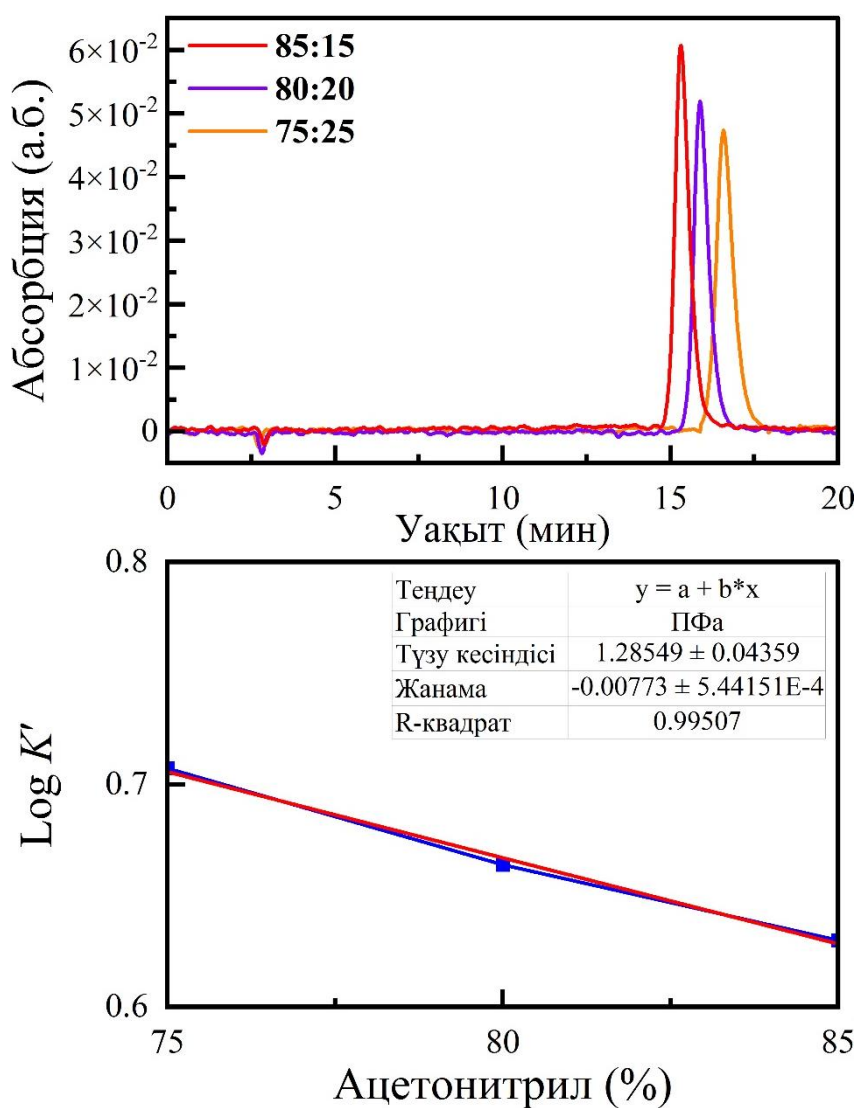 Абсорбция (а.б.)
6×10⁻²
5×10⁻²
4×10⁻²
3×10⁻²
2×10⁻²
1×10⁻²
0
85:15
80:20
75:25
0 5 10 15 20
Уақыт (мин)
Log K'
0.8
0.7
0.6
Теңдеу y = a + b*x
Графигі ПФа
Түзу кесіндісі 1.28549 ± 0.04359
Жанама -0.00773 ± 5.44151E-4
R-квадрат 0.99507
75 80 85
Ацетонитрил (%)